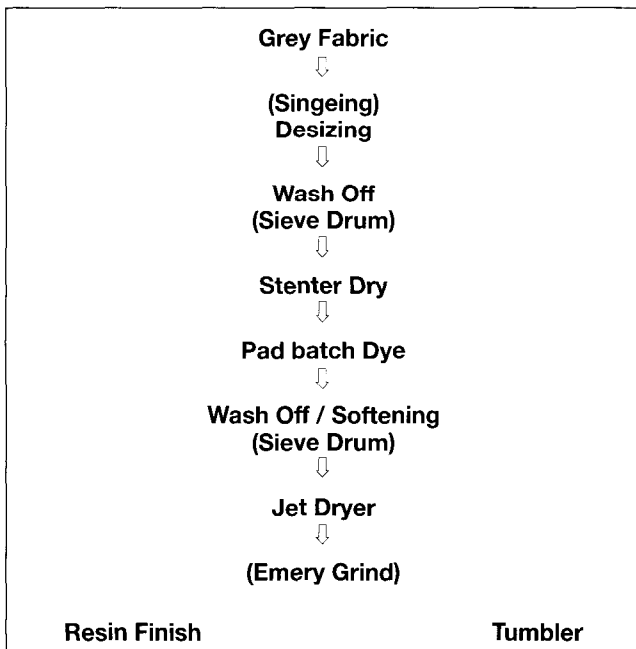 Grey Fabric
(Singeing)
Desizing
Wash Off
(Sieve Drum)
Stenter Dry
Pad batch Dye
Wash Off / Softening
(Sieve Drum)
Jet Dryer
(Emery Grind)
Resin Finish Tumbler